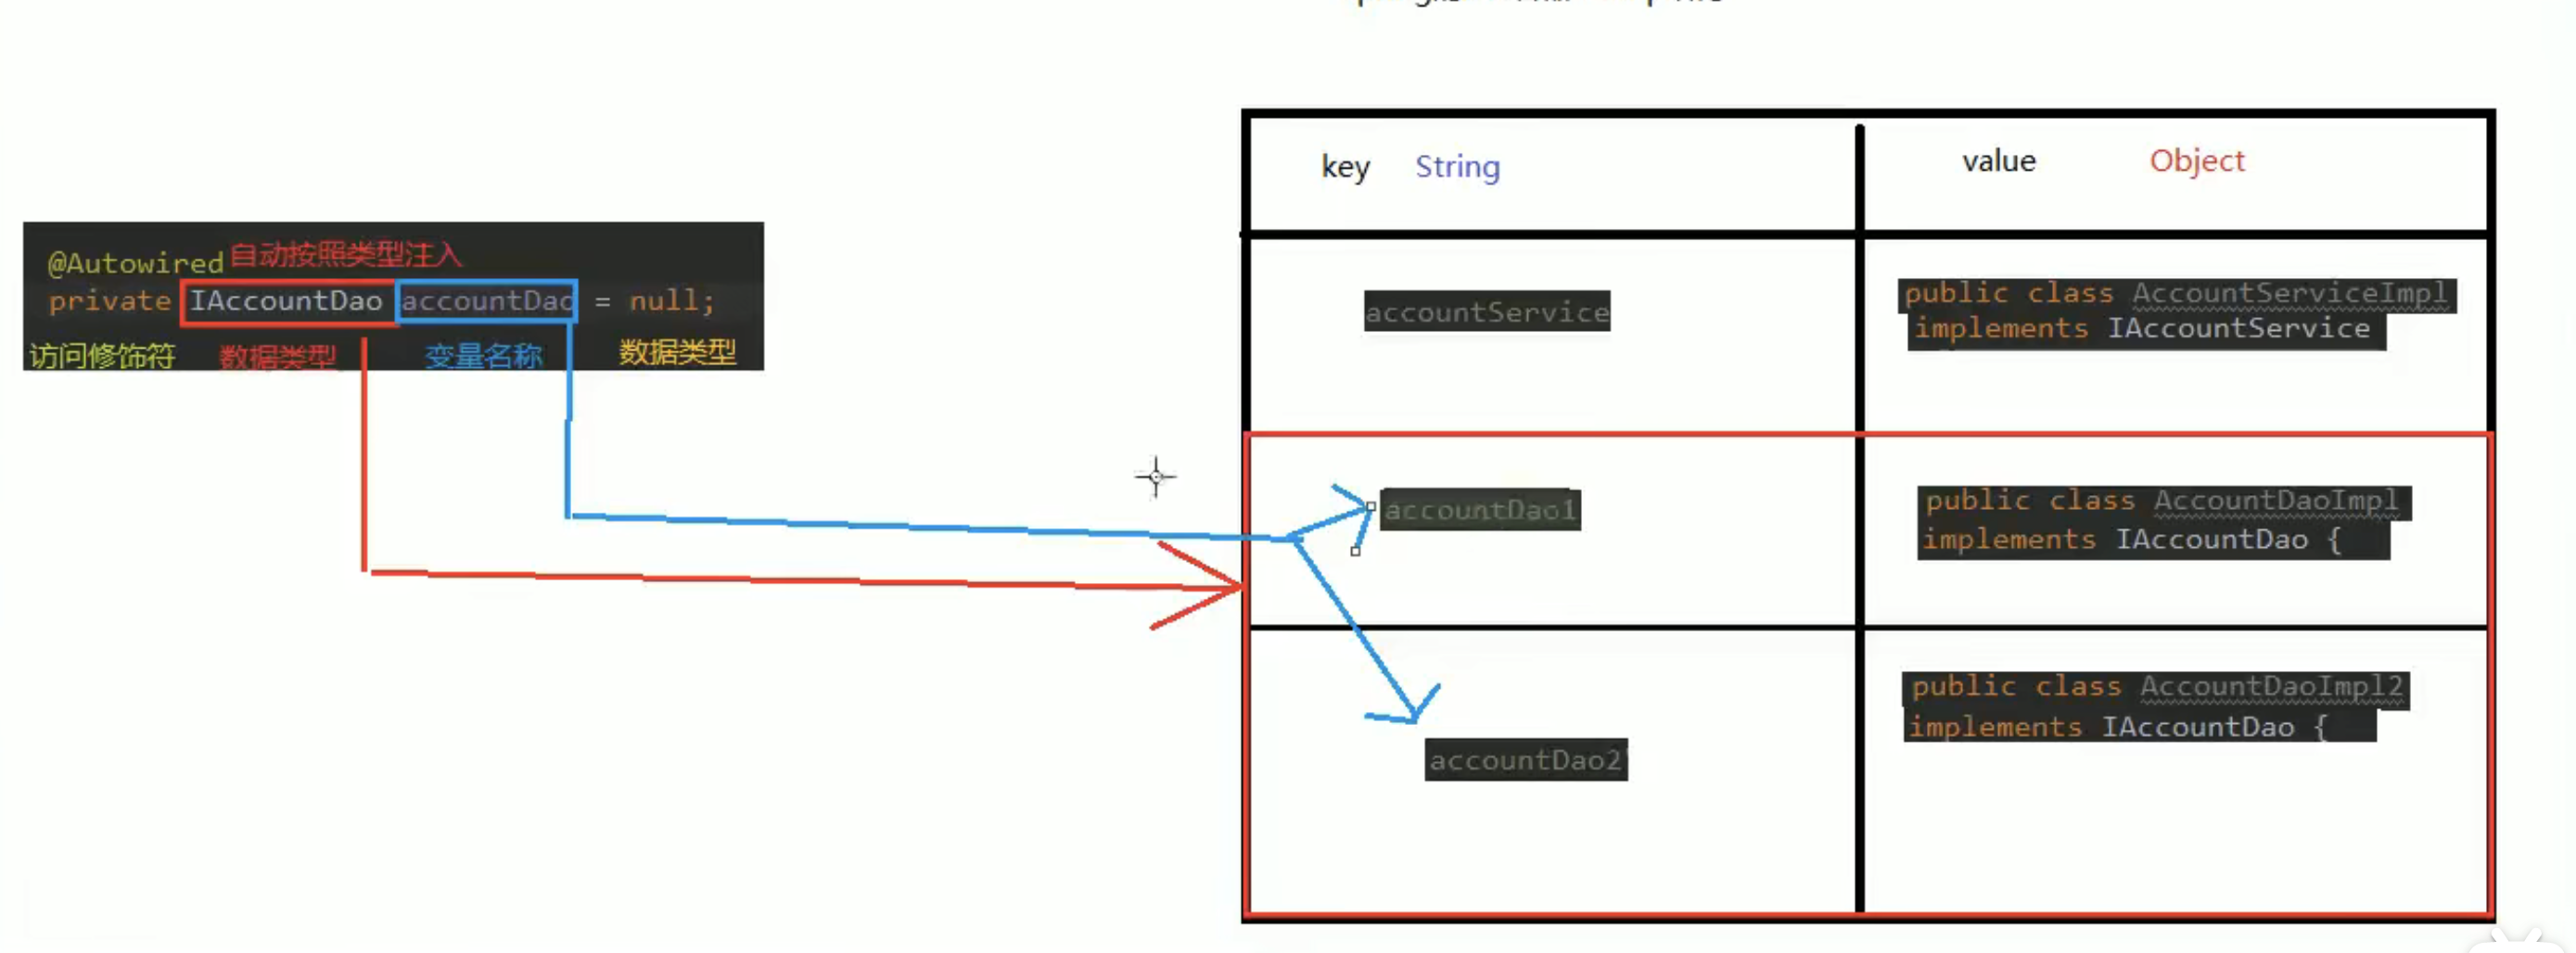 @Autowired 自动按照类型注入
private IAccountDao accountDao = null;
访问修饰符 数据类型 变量名称 数据类型
key String value Object
accountService
public class AccountServiceImpl
implements IAccountService
accountDao1
public class AccountDaoImpl
implements IAccountDao {
accountDao2
public class AccountDaoImpl2
implements IAccountDao {